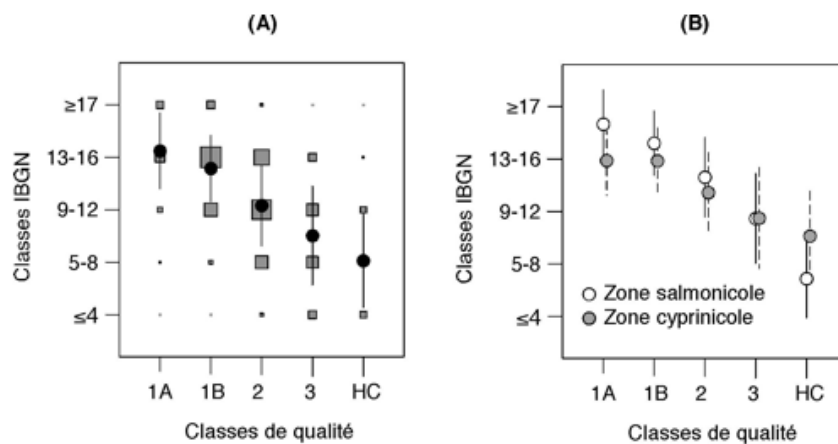 (A)
Classes IBGN
≥17
13-16
9-12
5-8
≤4
1A 1B 2 3 HC
Classes de qualité
(B)
Classes IBGN
≥17
13-16
9-12
5-8
≤4
Zone salmonicole
Zone cyprinicole
1A 1B 2 3 HC
Classes de qualité